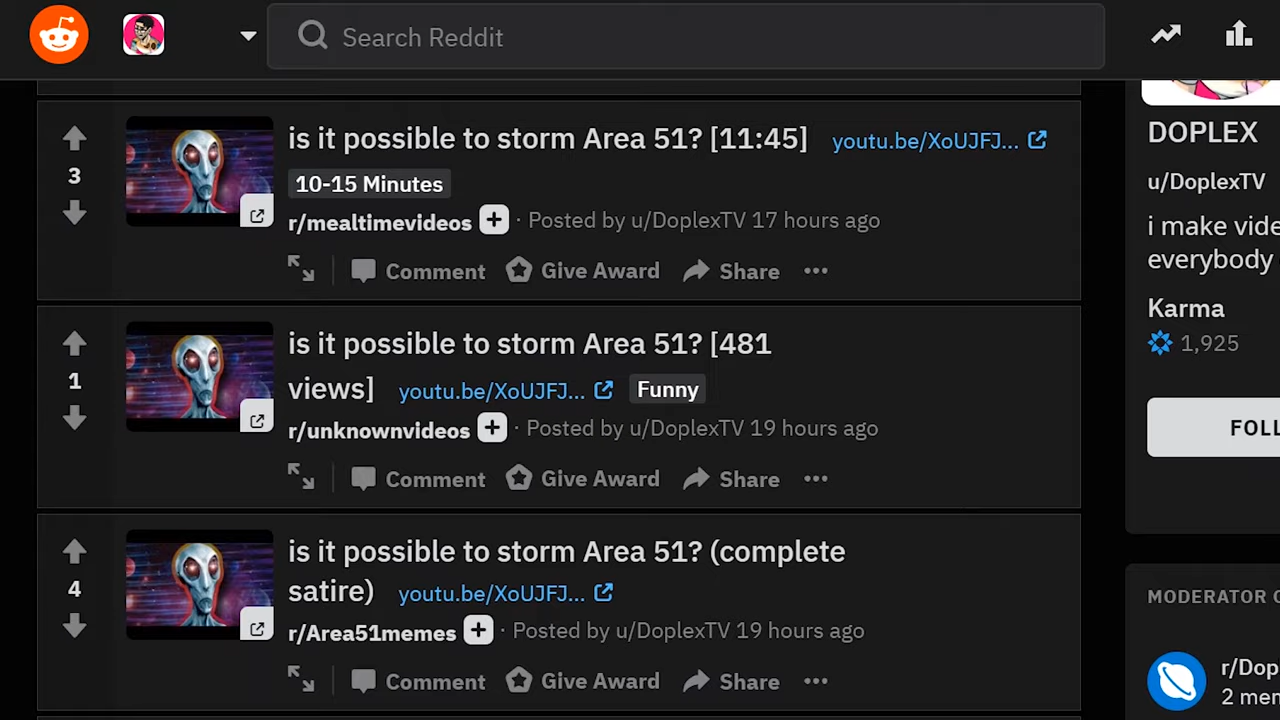 Search Reddit
3
is it possible to storm Area 51? [11:45] youtu.be/XoUJFJ...
10-15 Minutes
r/mealtimevideos · Posted by u/DoplexTV 17 hours ago
Comment Give Award Share
1
is it possible to storm Area 51? [481
views] youtu.be/XoUJFJ... Funny
r/unknownvideos · Posted by u/DoplexTV 19 hours ago
Comment Give Award Share
4
is it possible to storm Area 51? (complete
satire) youtu.be/XoUJFJ...
r/Area51memes · Posted by u/DoplexTV 19 hours ago
Comment Give Award Share
DOPLEX
u/DoplexTV
i make vide
everybody
Karma
1,925
FOLL
MODERATOR
r/Dop
2 mem